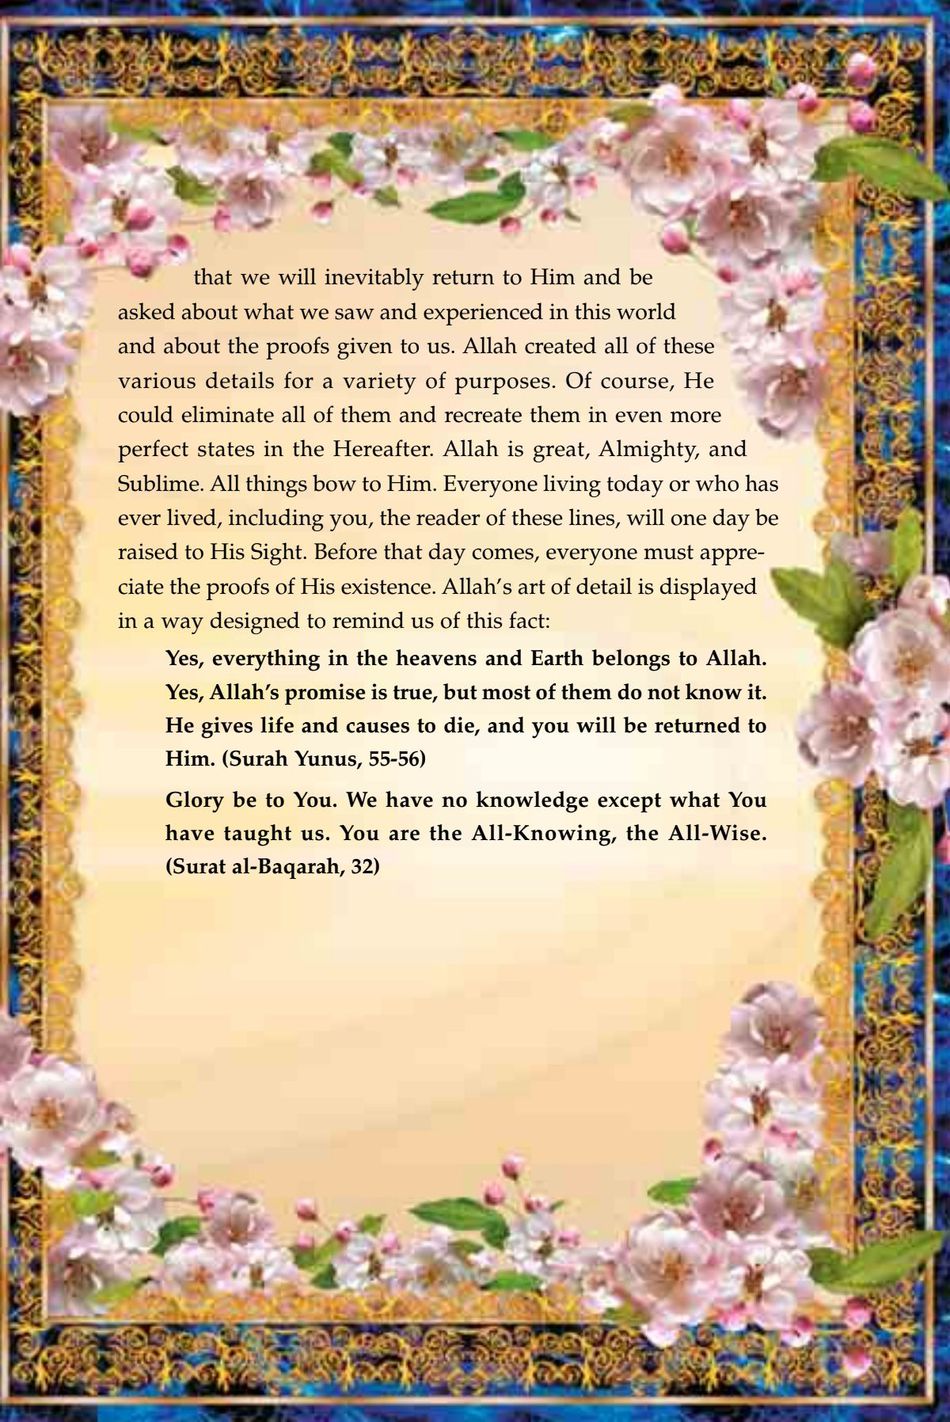 that we will inevitably return to Him and be
asked about what we saw and experienced in this world
and about the proofs given to us. Allah created all of these
various details for a variety of purposes. Of course, He
could eliminate all of them and recreate them in even more
perfect states in the Hereafter. Allah is great, Almighty, and
Sublime. All things bow to Him. Everyone living today or who has
ever lived, including you, the reader of these lines, will one day be
raised to His Sight. Before that day comes, everyone must appre-
ciate the proofs of His existence. Allah's art of detail is displayed
in a way designed to remind us of this fact:
Yes, everything in the heavens and Earth belongs to Allah.
Yes, Allah's promise is true, but most of them do not know it.
He gives life and causes to die, and you will be returned to
Him. (Surah Yunus, 55-56)
Glory be to You. We have no knowledge except what You
have taught us. You are the All-Knowing, the All-Wise.
(Surat al-Baqarah, 32)